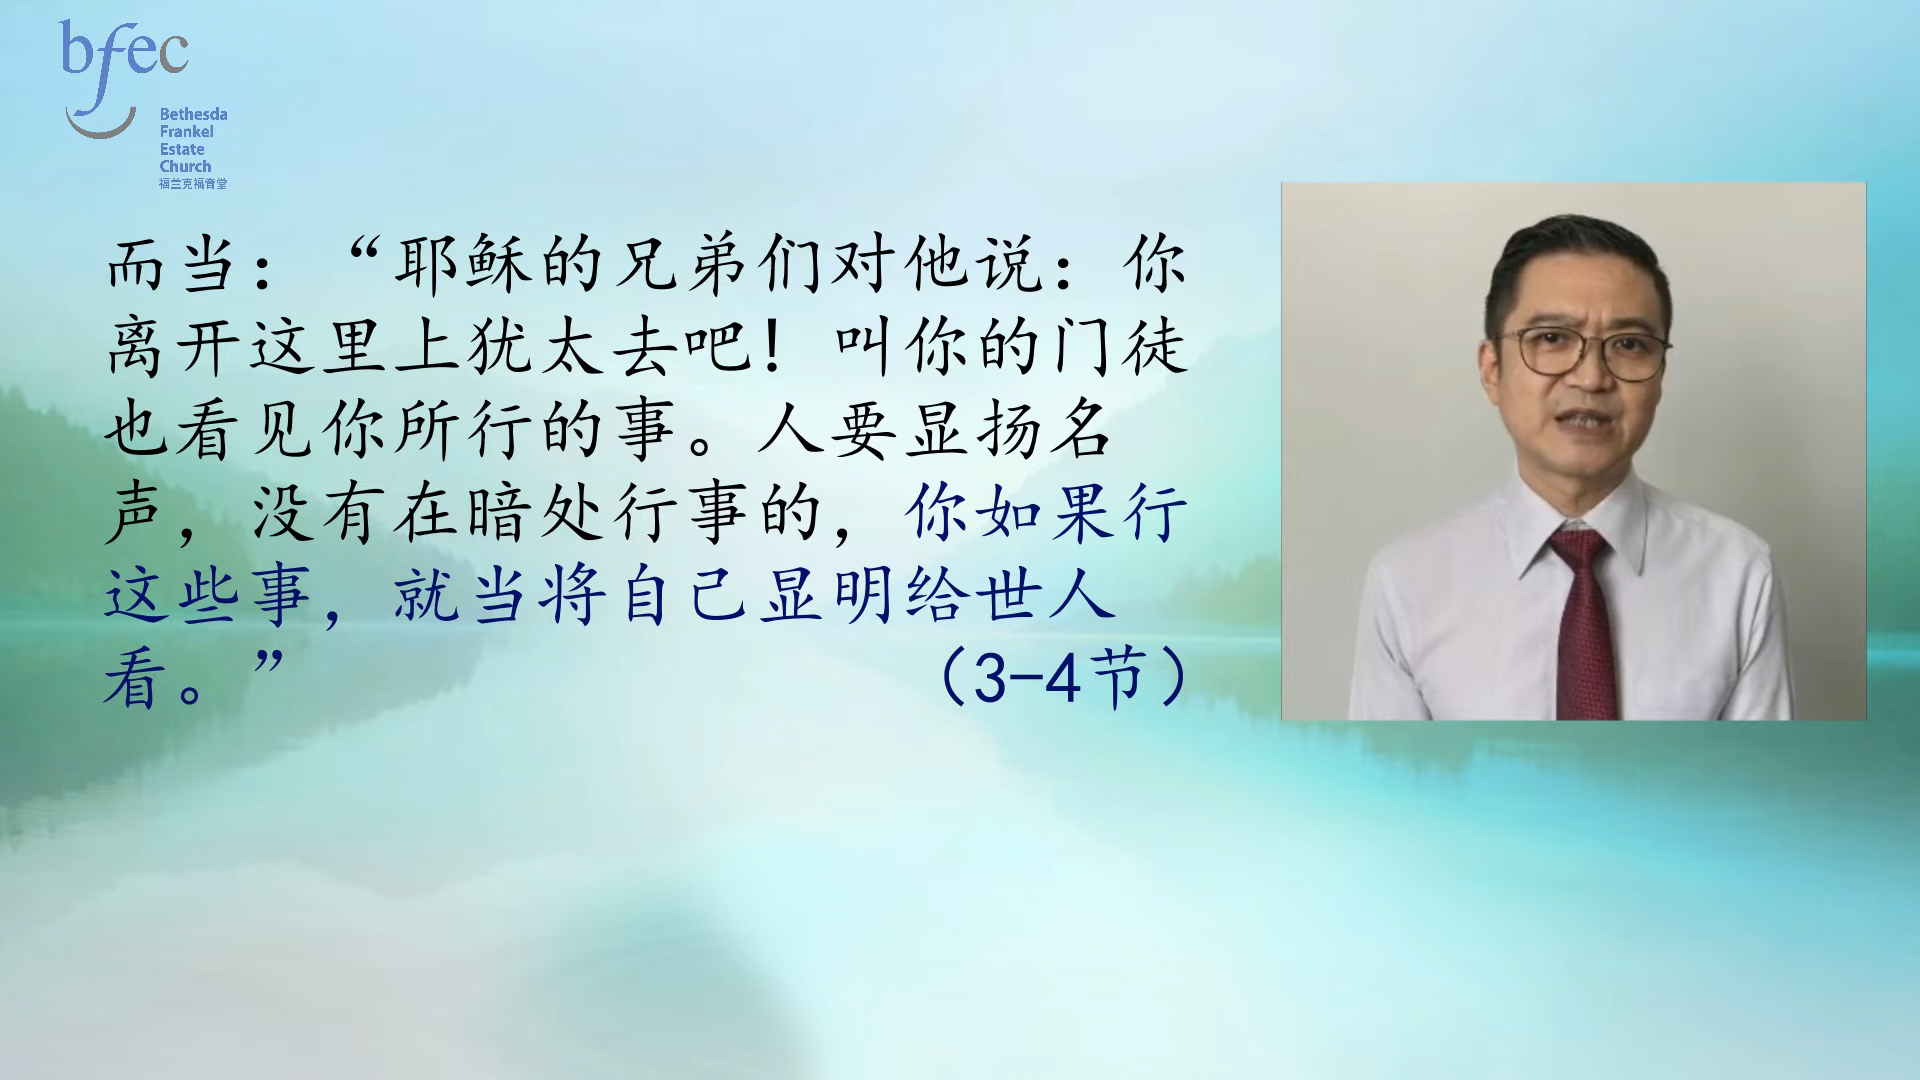 bfec
Bethesda
Frankel
Estate
Church
福兰克福音堂
而当：“耶稣的兄弟们对他说：你
离开这里上犹太去吧！叫你的门徒
也看见你所行的事。人要显扬名
声，没有在暗处行事的，你如果行
这些事，就当将自己显明给世人
看。” （3-4节）